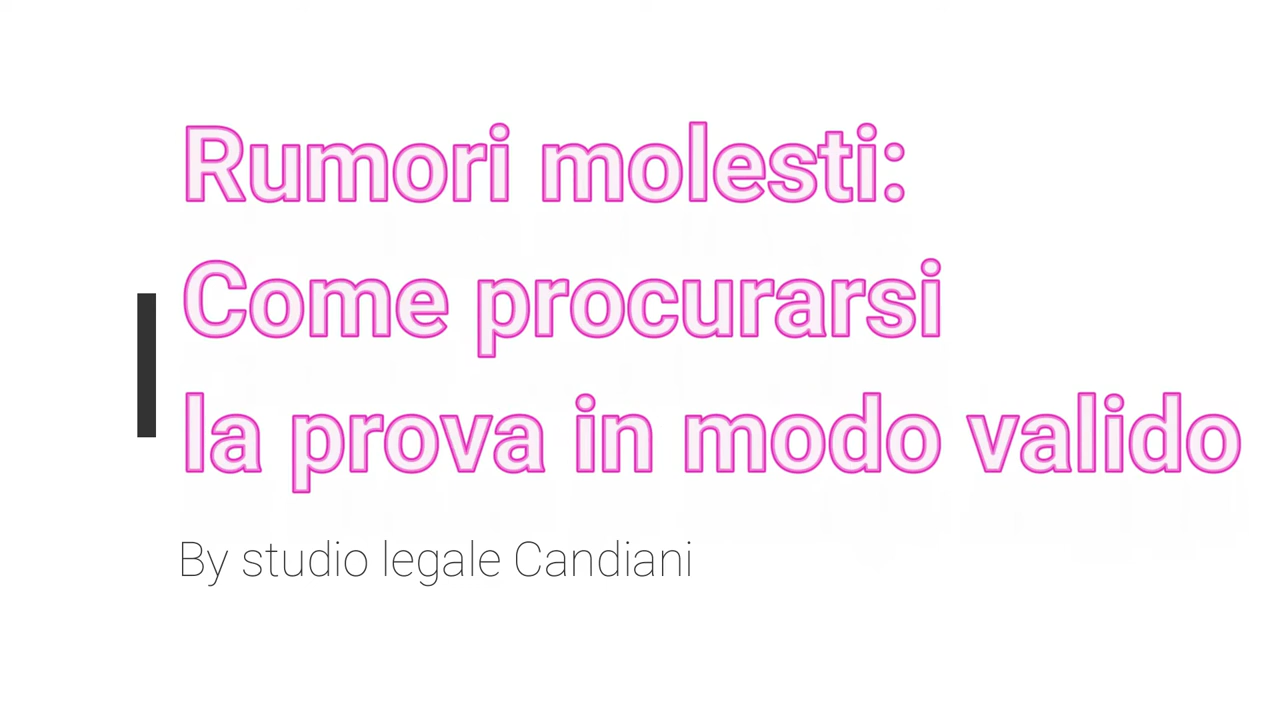 Rumori molesti:
Come procurarsi
la prova in modo valido
By studio legale Candiani